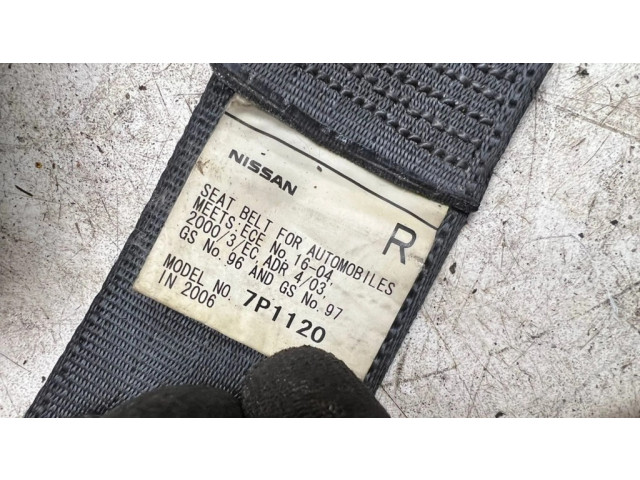 NISSAN
R
SEAT BELT FOR AUTOMOBILES
MEETS:ECE No. 16-04,
2000/3/EC, ADR 4/03,
GS No. 96 AND GS No. 97
MODEL NO. 7P1120
IN 2006